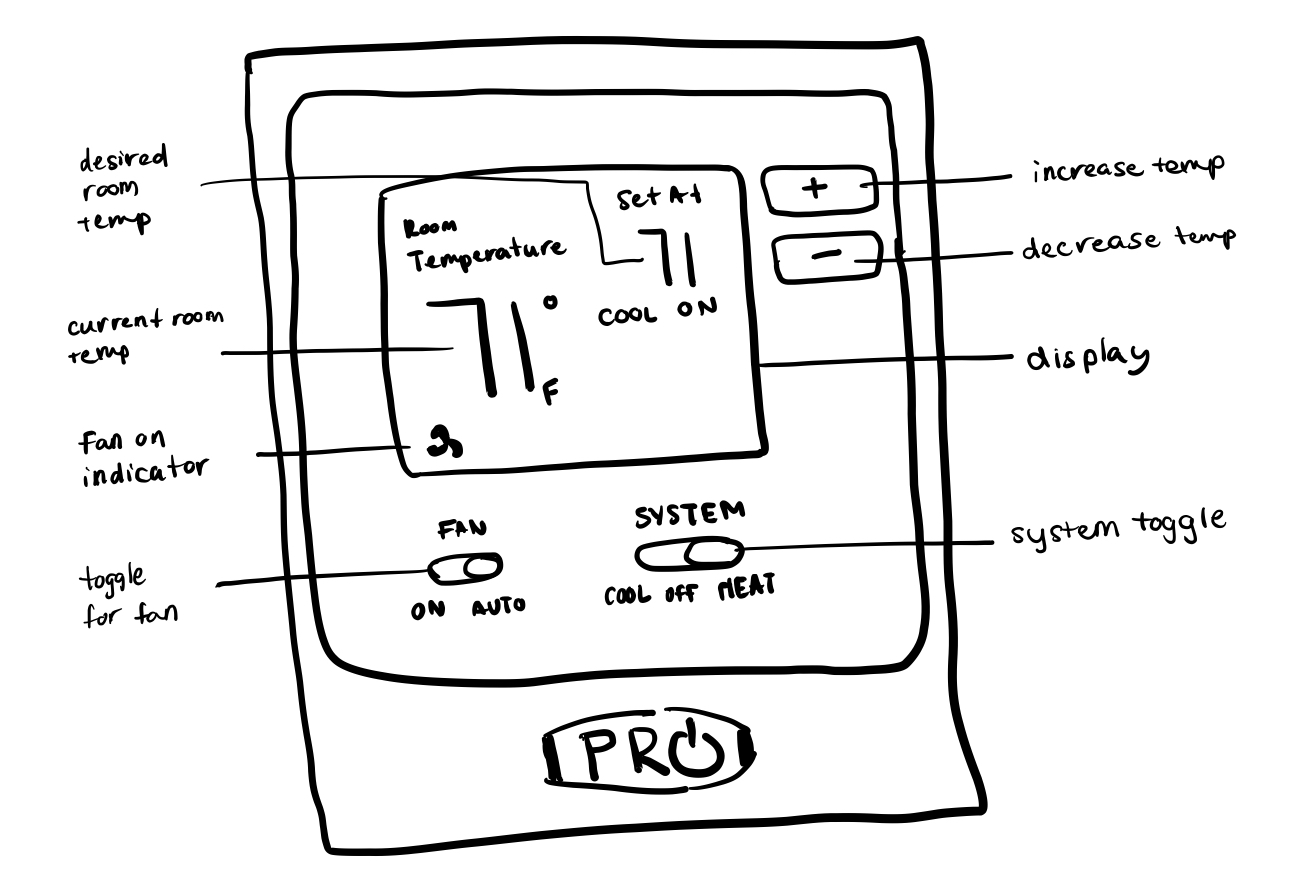 desired
room
temp
current room
temp
fan on
indicator
toggle
for fan
Room
Temperature
71°
F
Set At
71
COOL ON
+
-
FAN
ON AUTO
SYSTEM
COOL OFF HEAT
PRO
increase temp
decrease temp
display
system toggle